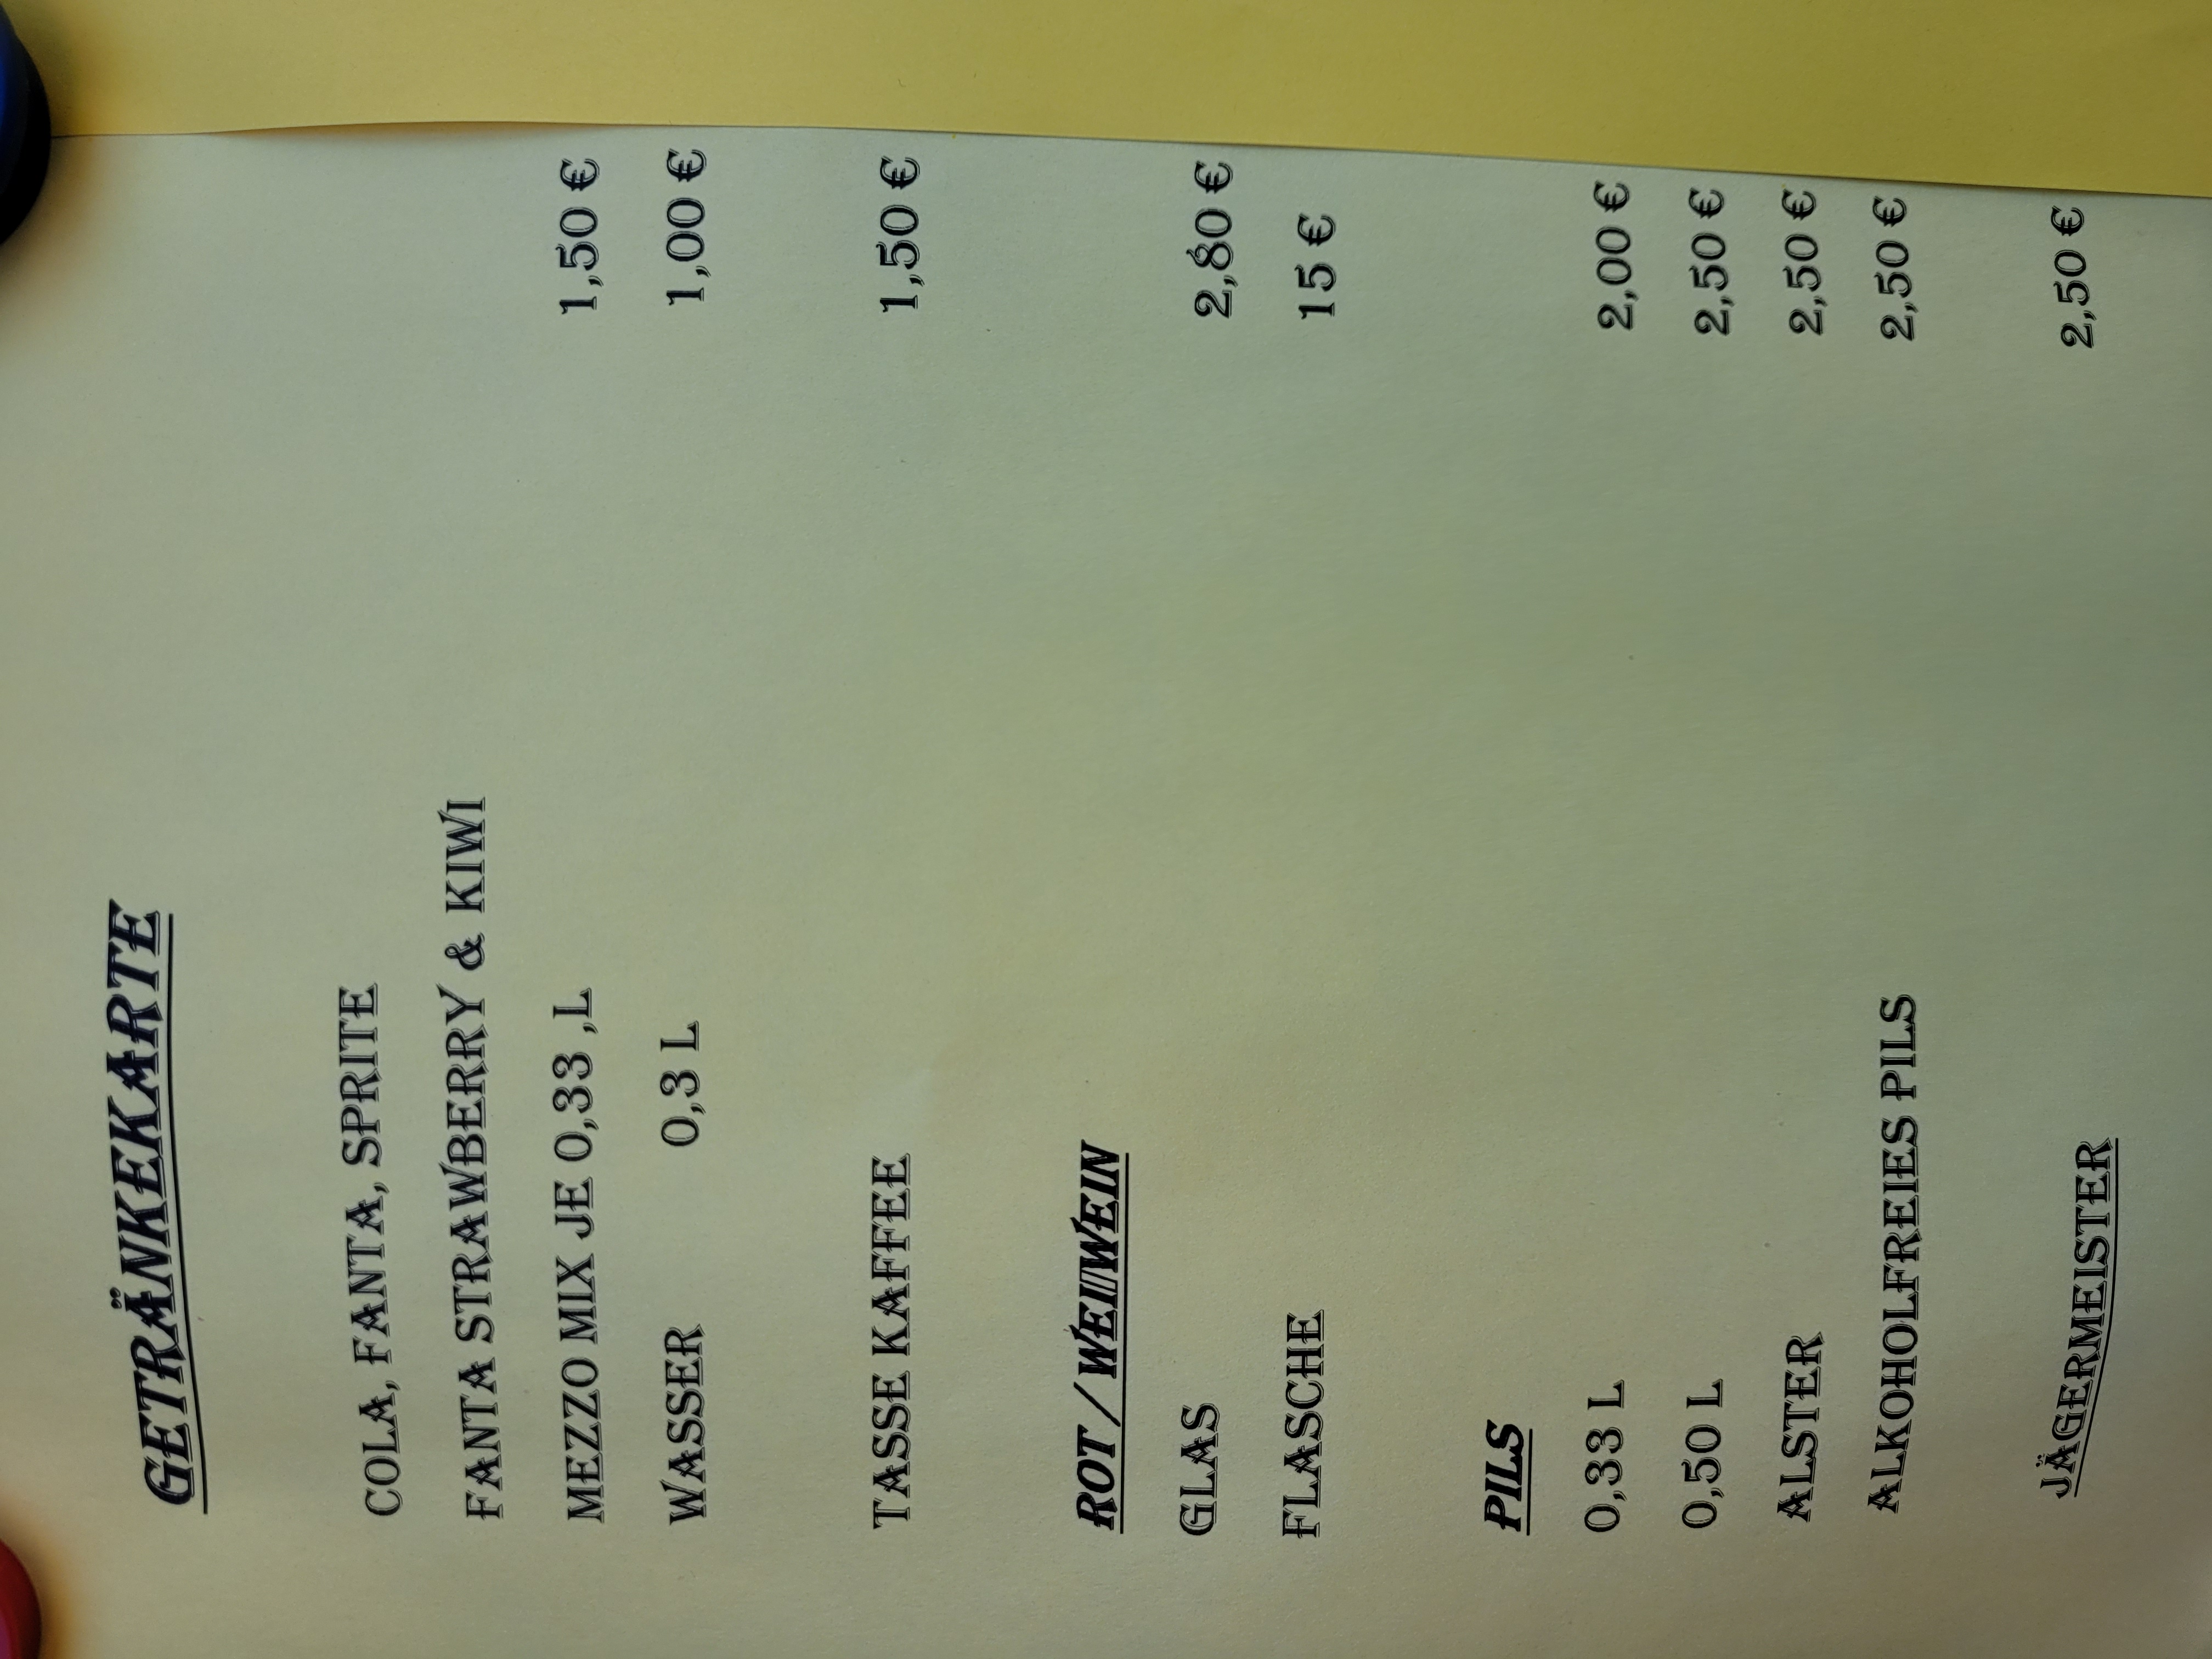 GETRÄNKEKARTE
COLA, FANTA, SPRITE
FANTA STRAWBERRY & KIWI
MEZZO MIX JE 0,33 ,L 1,50 €
WASSER 0,3 L 1,00 €
TASSE KAFFEE 1,50 €
ROT / WEI▯WEIN
GLAS 2,80 €
FLASCHE 15 €
PILS
0,33 L 2,00 €
0,50 L 2,50 €
ALSTER 2,50 €
ALKOHOLFREIES PILS 2,50 €
JÄGERMEISTER 2,50 €